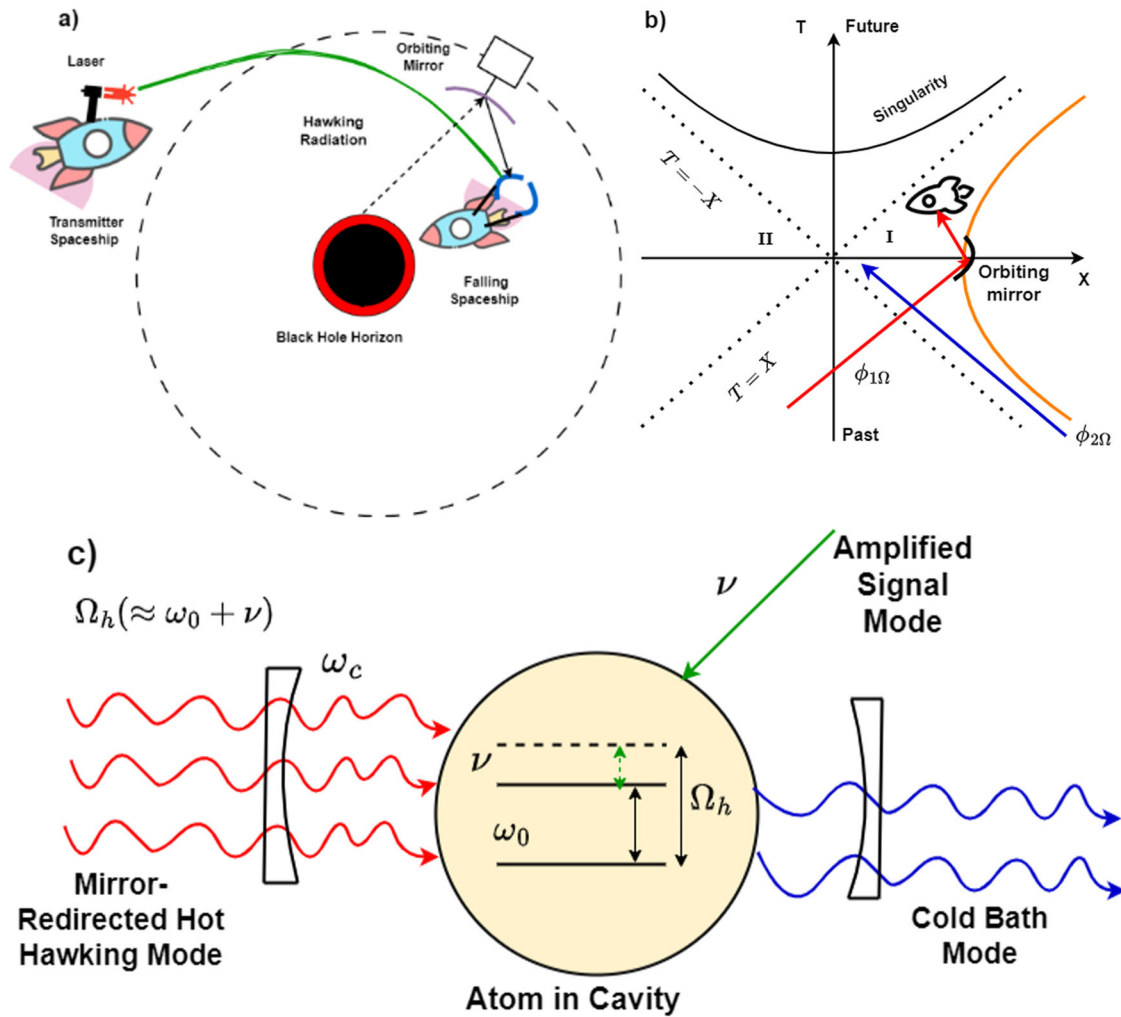 a)
Laser
Orbiting
Mirror
Hawking
Radiation
Transmitter
Spaceship
Falling
Spaceship
Black Hole Horizon
b)
T
Future
Singularity
T = −X
II
I
X
Orbiting
mirror
T = X
ϕ₁Ω
Past
ϕ₂Ω
c)
Ωₕ(≈ ω₀ + ν)
ω_c
ν
Amplified
Signal
Mode
ν
ω₀
Ωₕ
Mirror-
Redirected Hot
Hawking Mode
Cold Bath
Mode
Atom in Cavity